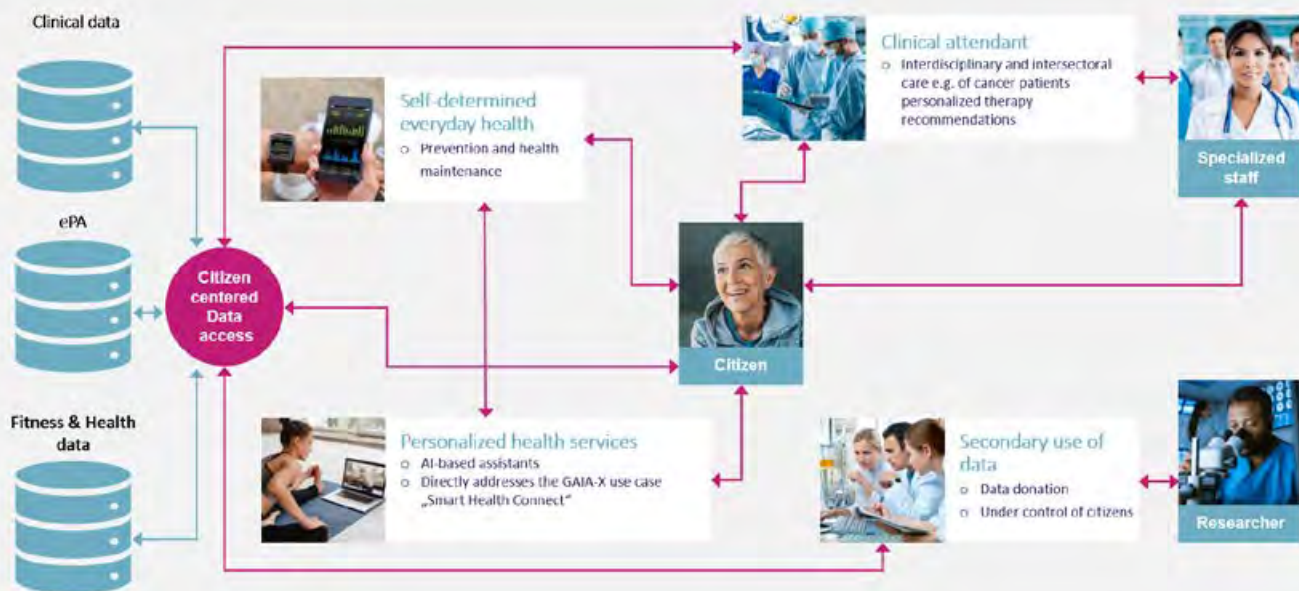 Clinical data
ePA
Fitness & Health
data
Citizen
centered
Data
access
Self-determined
everyday health
o Prevention and health
maintenance
Personalized health services
o AI-based assistants
o Directly addresses the GAIA-X use case
„Smart Health Connect“
Clinical attendant
o Interdisciplinary and intersectoral
care e.g. of cancer patients
personalized therapy
recommendations
Citizen
Specialized
staff
Secondary use of
data
o Data donation
o Under control of citizens
Researcher